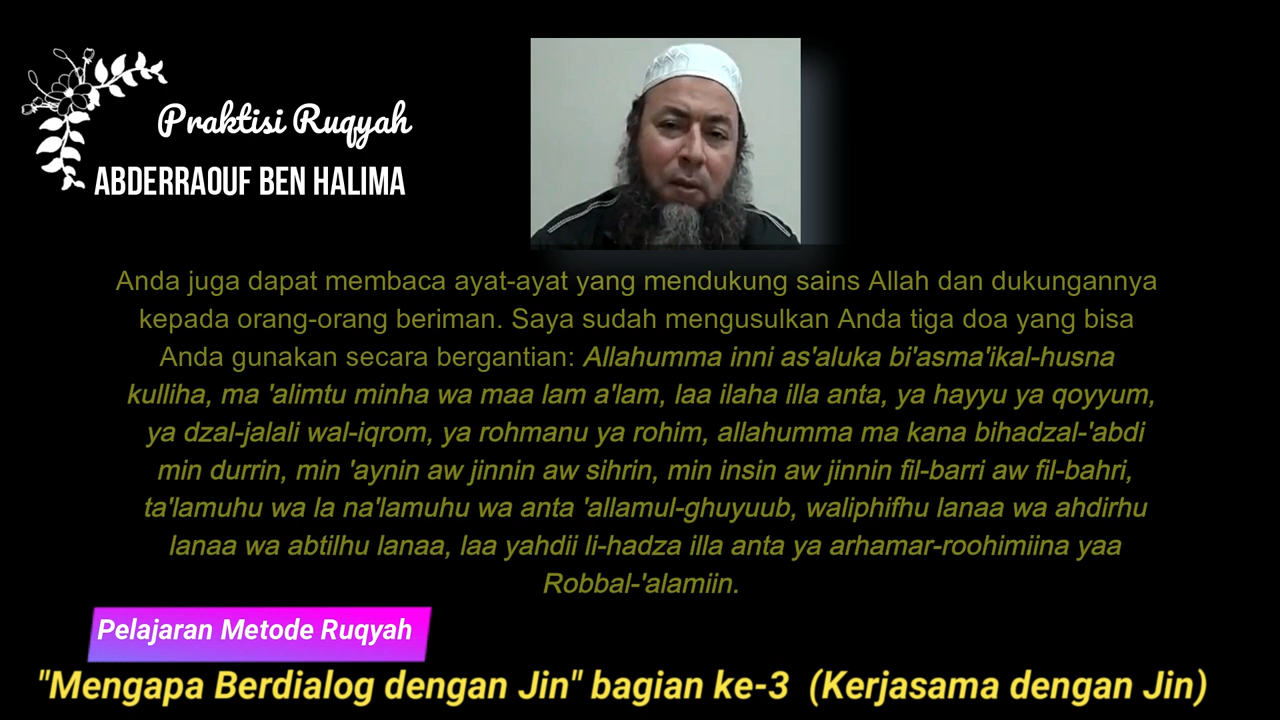 Praktisi Ruqyah
ABDERRAOUF BEN HALIMA
Anda juga dapat membaca ayat-ayat yang mendukung sains Allah dan dukungannya
kepada orang-orang beriman. Saya sudah mengusulkan Anda tiga doa yang bisa
Anda gunakan secara bergantian: Allahumma inni as'aluka bi'asma'ikal-husna
kulliha, ma 'alimtu minha wa maa lam a'lam, laa ilaha illa anta, ya hayyu ya qoyyum,
ya dzal-jalali wal-iqrom, ya rohmanu ya rohim, allahumma ma kana bihadzal-'abdi
min durrin, min 'aynin aw jinnin aw sihrin, min insin aw jinnin fil-barri aw fil-bahri,
ta'lamuhu wa la na'lamuhu wa anta 'allamul-ghuyuub, waliphifhu lanaa wa ahdirhu
lanaa wa abtilhu lanaa, laa yahdii li-hadza illa anta ya arhamar-roohimiina yaa
Robbal-'alamiin.
Pelajaran Metode Ruqyah
"Mengapa Berdialog dengan Jin" bagian ke-3 (Kerjasama dengan Jin)